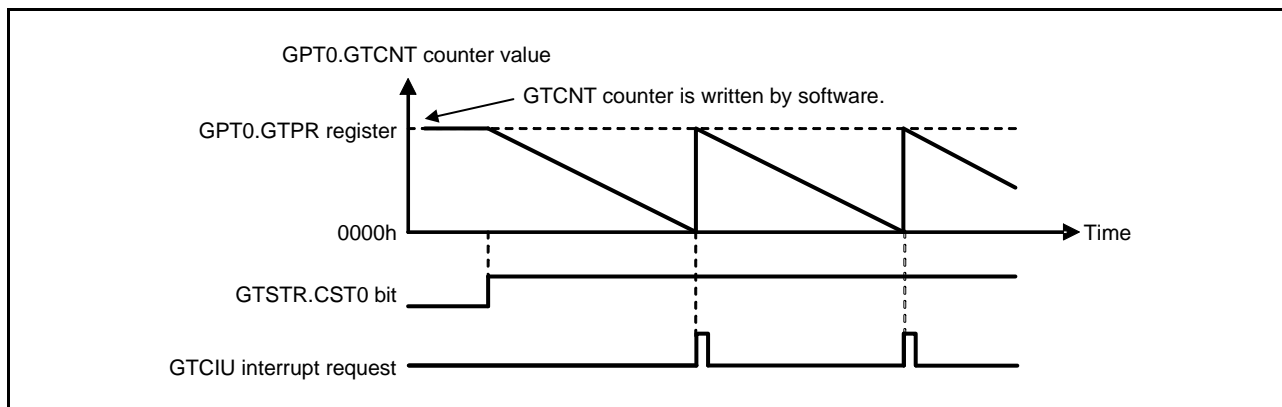 GPT0.GTCNT counter value
GTCNT counter is written by software.
GPT0.GTPR register
0000h
Time
GTSTR.CST0 bit
GTCIU interrupt request